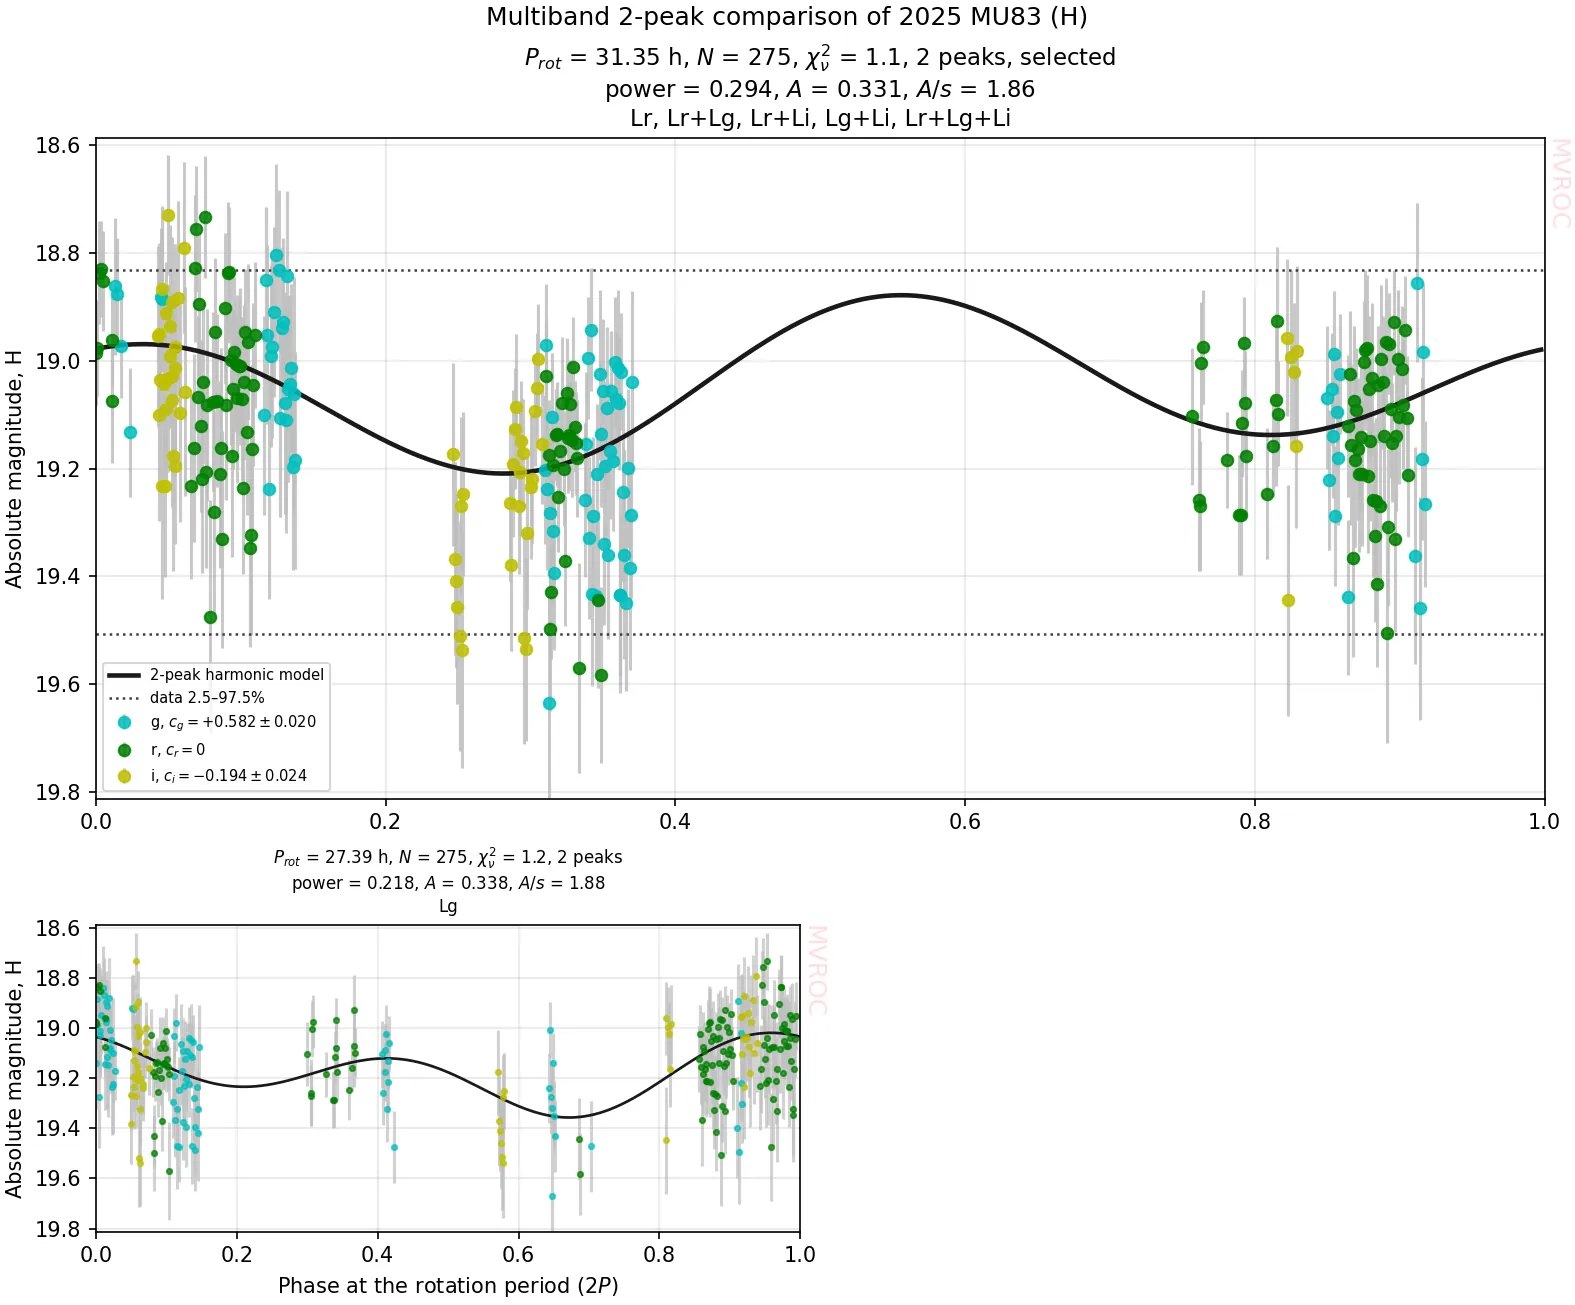 Multiband 2-peak comparison of 2025 MU83 (H)
P_rot = 31.35 h, N = 275, χ²_ν = 1.1, 2 peaks, selected
power = 0.294, A = 0.331, A/s = 1.86
Lr, Lr+Lg, Lr+Li, Lg+Li, Lr+Lg+Li
MVROC
Absolute magnitude, H
18.6
18.8
19.0
19.2
19.4
19.6
19.8
2-peak harmonic model
data 2.5–97.5%
g, c_g = +0.582 ± 0.020
r, c_r = 0
i, c_i = −0.194 ± 0.024
0.0 0.2 0.4 0.6 0.8 1.0
P_rot = 27.39 h, N = 275, χ²_ν = 1.2, 2 peaks
power = 0.218, A = 0.338, A/s = 1.88
Lg
MVROC
Absolute magnitude, H
18.6
18.8
19.0
19.2
19.4
19.6
19.8
0.0 0.2 0.4 0.6 0.8 1.0
Phase at the rotation period (2P)